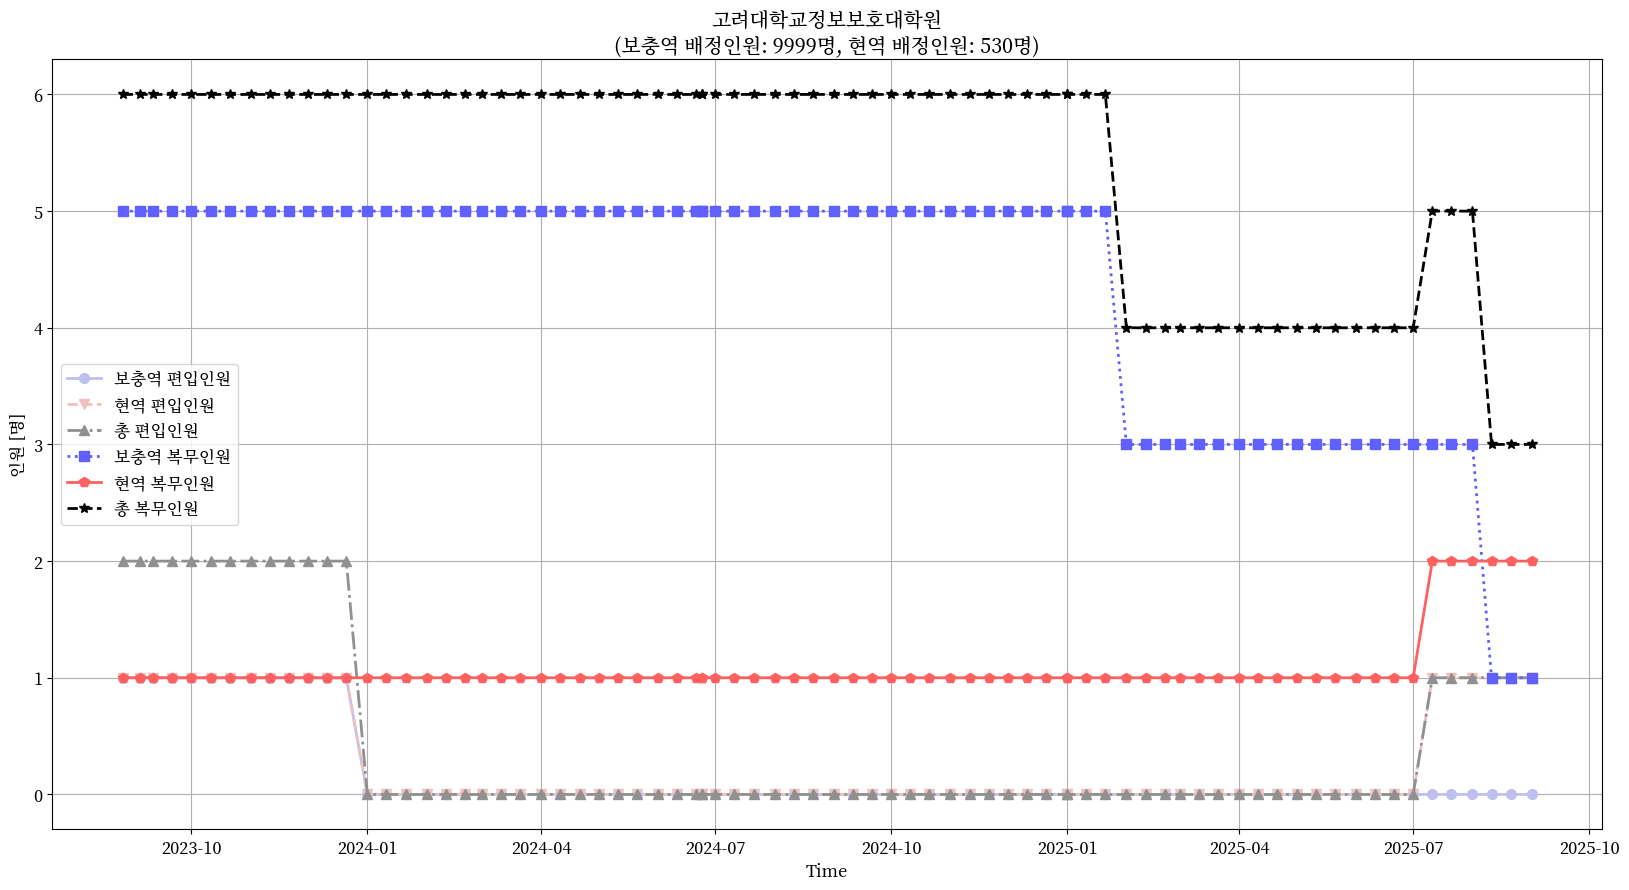 고려대학교정보보호대학원
(보충역 배정인원: 9999명, 현역 배정인원: 530명)
인원 [명]
6
5
4
3
2
1
0
보충역 편입인원
현역 편입인원
총 편입인원
보충역 복무인원
현역 복무인원
총 복무인원
2023-10
2024-01
2024-04
2024-07
2024-10
2025-01
2025-04
2025-07
2025-10
Time